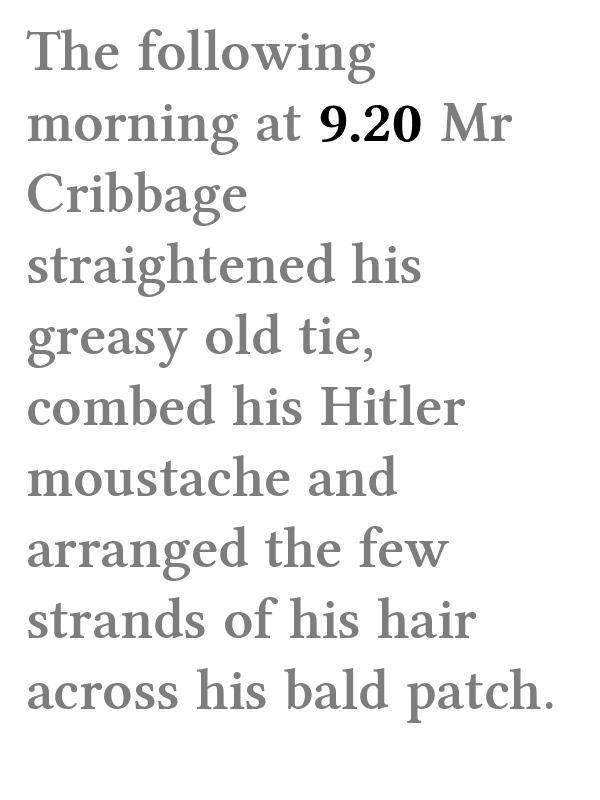 The following
morning at 9.20 Mr
Cribbage
straightened his
greasy old tie,
combed his Hitler
moustache and
arranged the few
strands of his hair
across his bald patch.